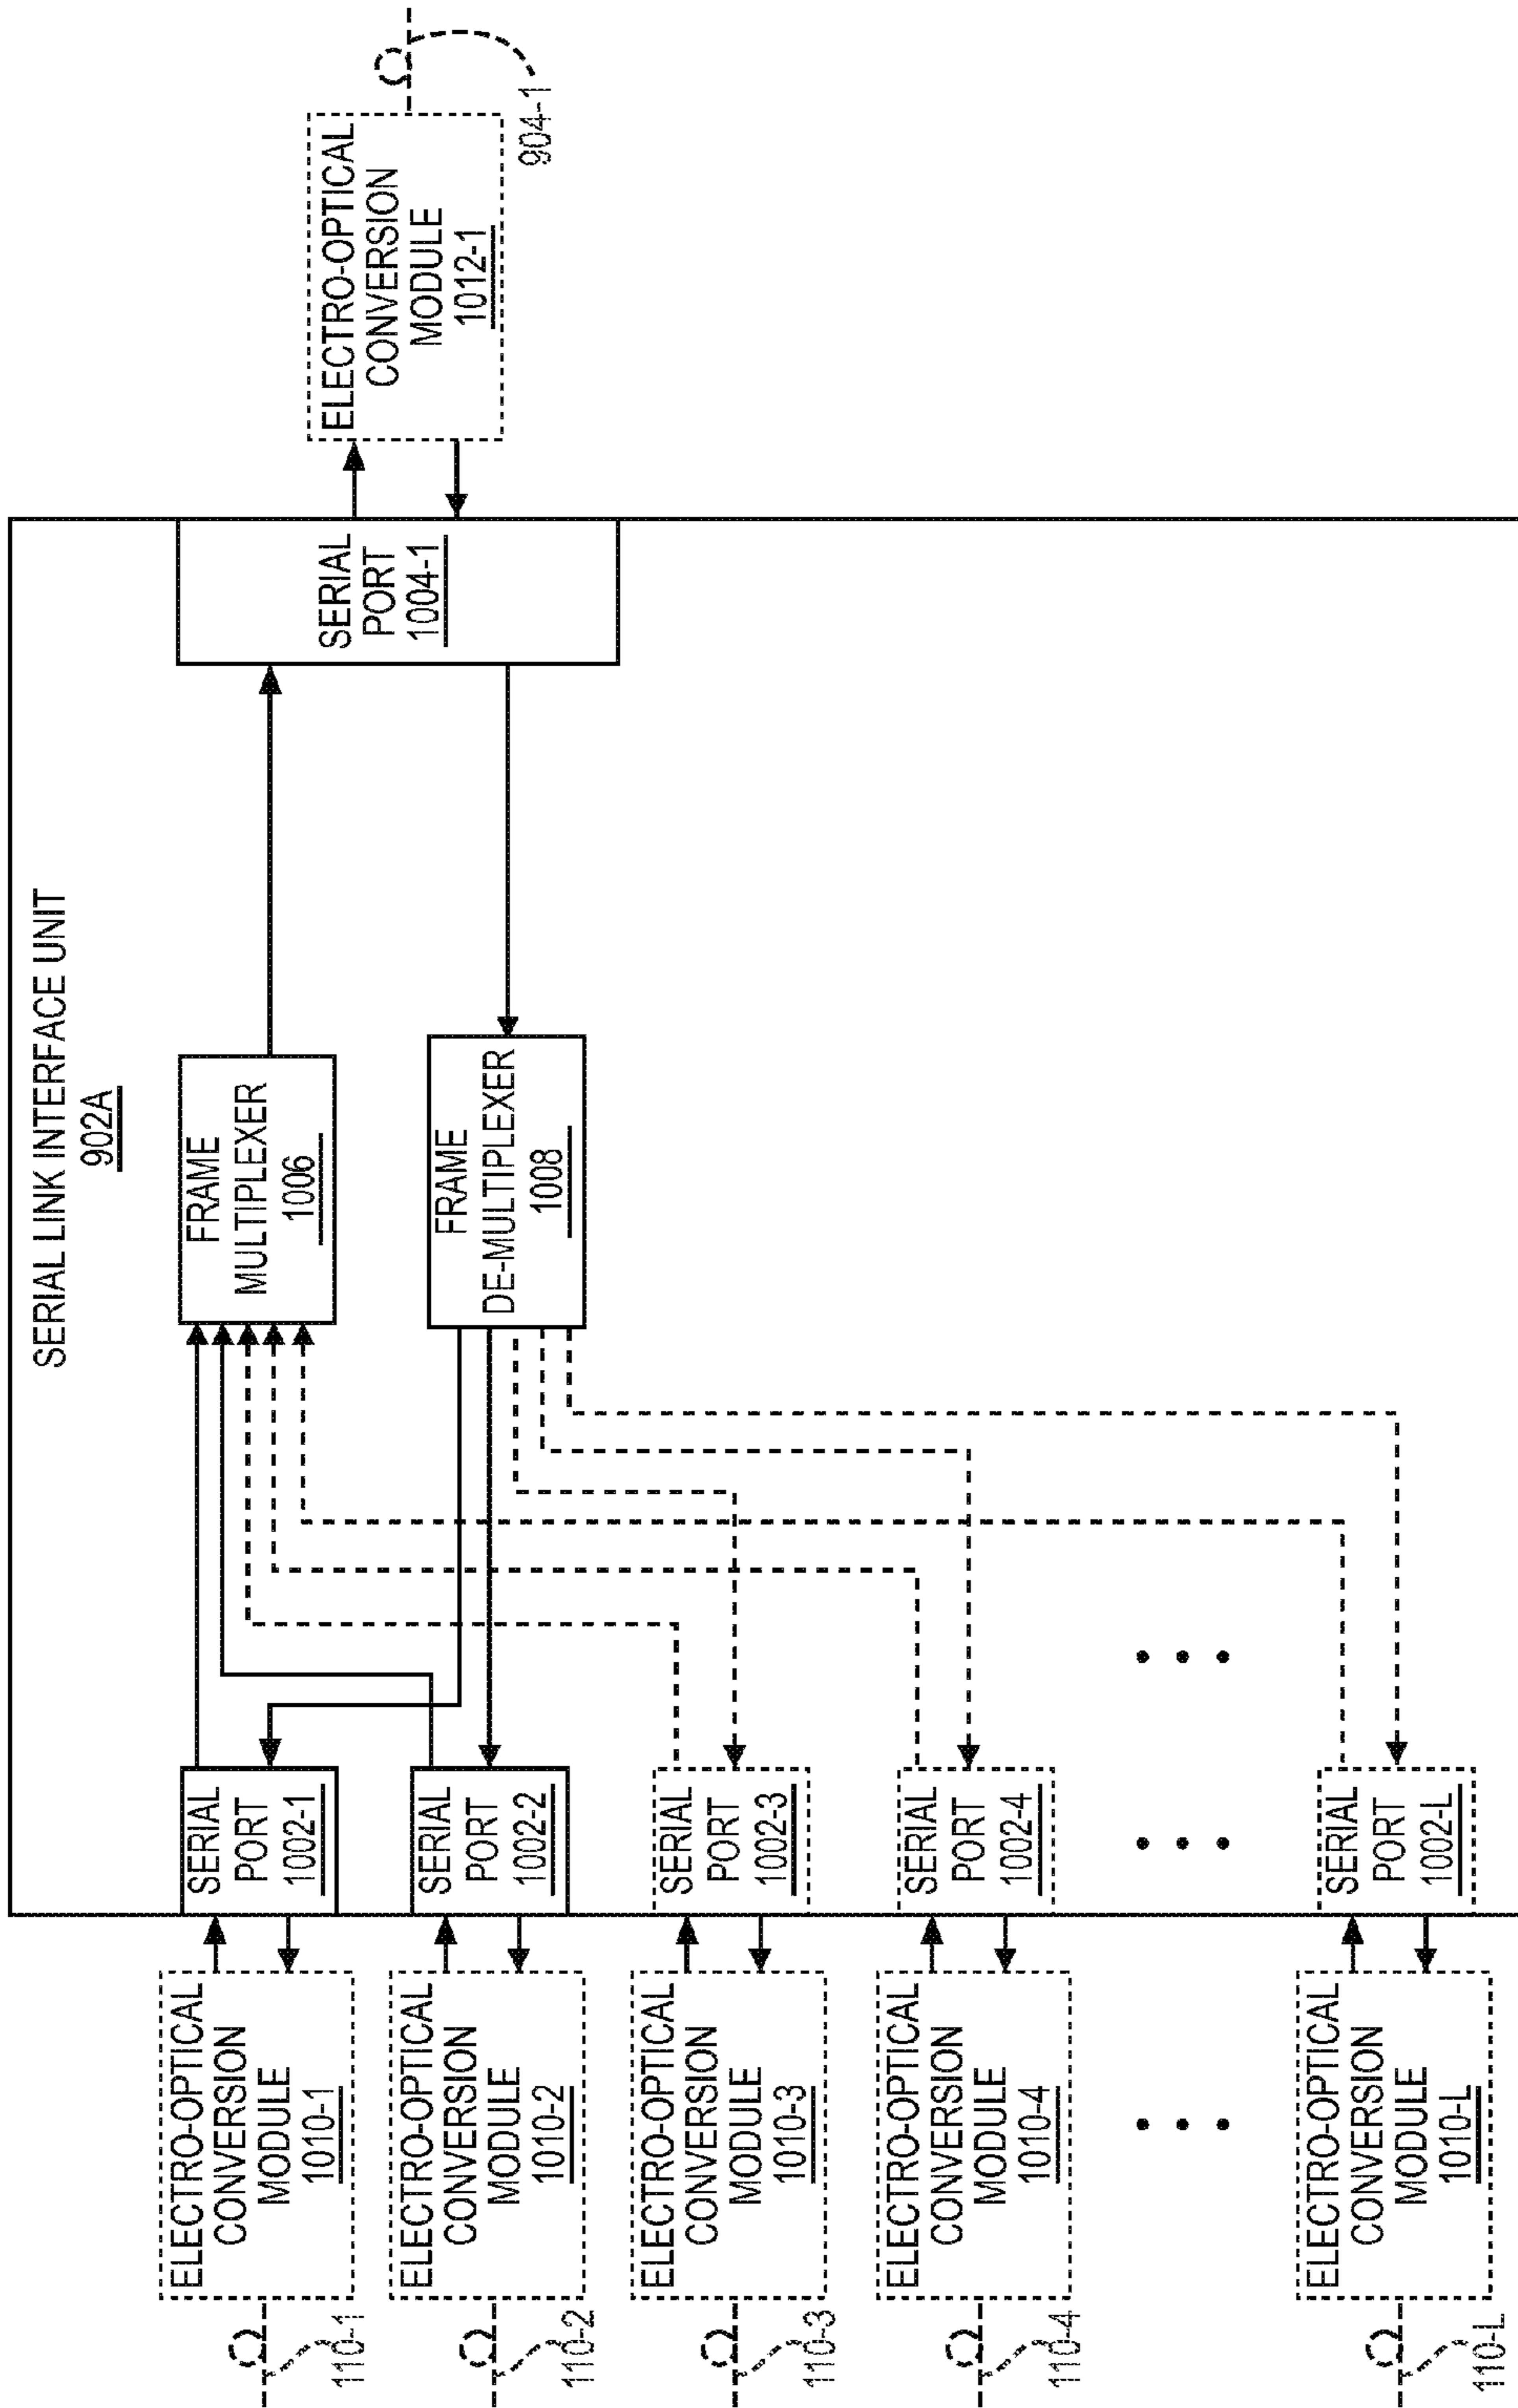 SERIAL LINK INTERFACE UNIT
902A
110-1
ELECTRO-OPTICAL
CONVERSION
MODULE
1010-1
SERIAL
PORT
1002-1
FRAME
MULTIPLEXER
1006
SERIAL
PORT
1004-1
ELECTRO-OPTICAL
CONVERSION
MODULE
1012-1
904-1
110-2
ELECTRO-OPTICAL
CONVERSION
MODULE
1010-2
SERIAL
PORT
1002-2
FRAME
DE-MULTIPLEXER
1008
110-3
ELECTRO-OPTICAL
CONVERSION
MODULE
1010-3
SERIAL
PORT
1002-3
110-4
ELECTRO-OPTICAL
CONVERSION
MODULE
1010-4
SERIAL
PORT
1002-4
110-L
ELECTRO-OPTICAL
CONVERSION
MODULE
1010-L
SERIAL
PORT
1002-L